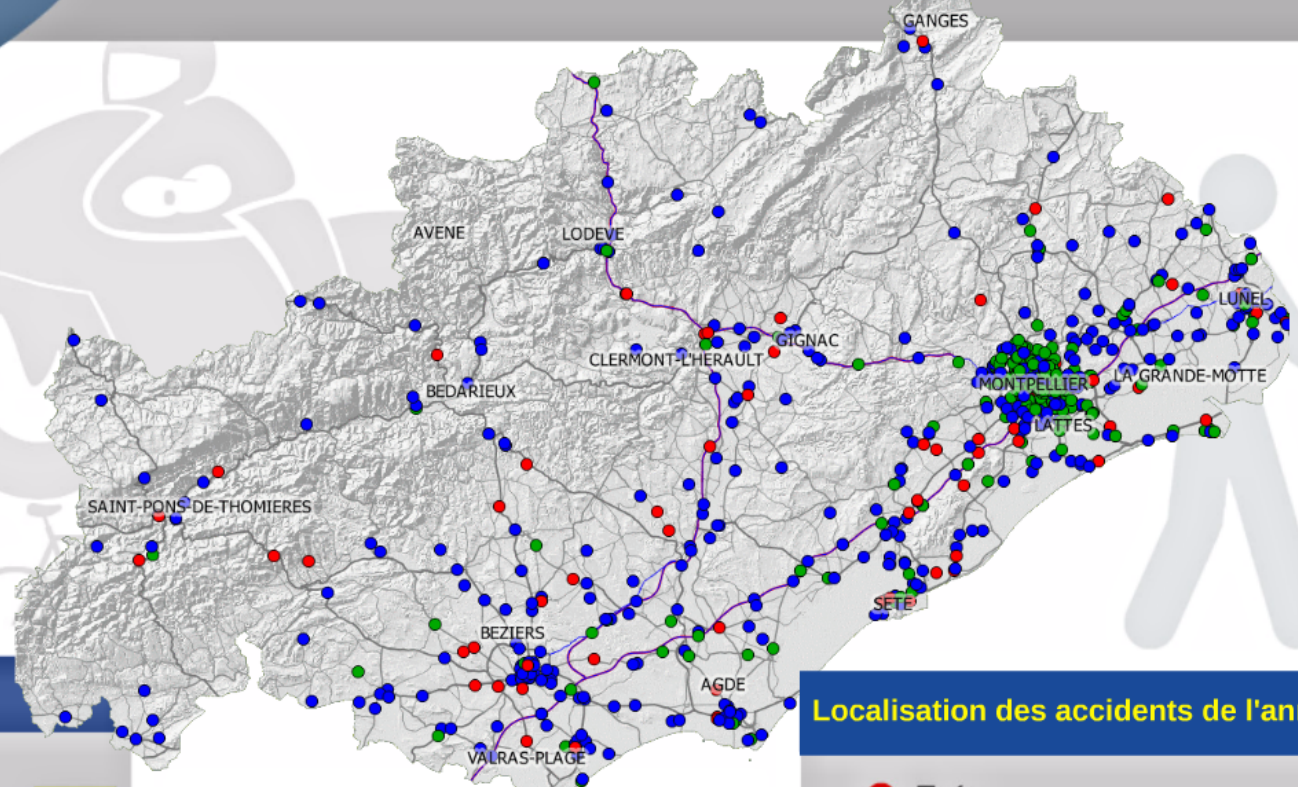 GANGES
AVENE
LODEVE
LUNEL
GIGNAC
CLERMONT-L'HERAULT
LA GRANDE-MOTTE
MONTPELLIER
BEDARIEUX
LATTES
SAINT-PONS-DE-THOMIERES
SETE
BEZIERS
AGDE
Localisation des accidents de l'an
VALRAS-PLAGE